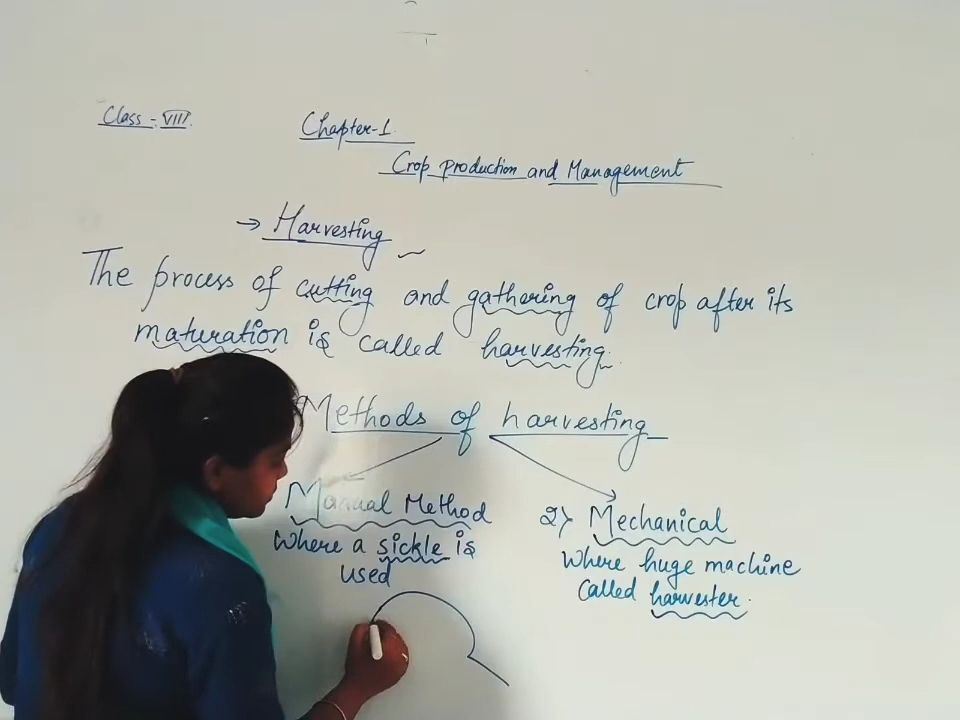 Class - VIII
Chapter-1
Crop production and Management
→ Harvesting
The process of cutting and gathering of crop after its
maturation is called harvesting.
Methods of harvesting
Manual Method
where a sickle is
used
2) Mechanical
Where huge machine
called harvester.